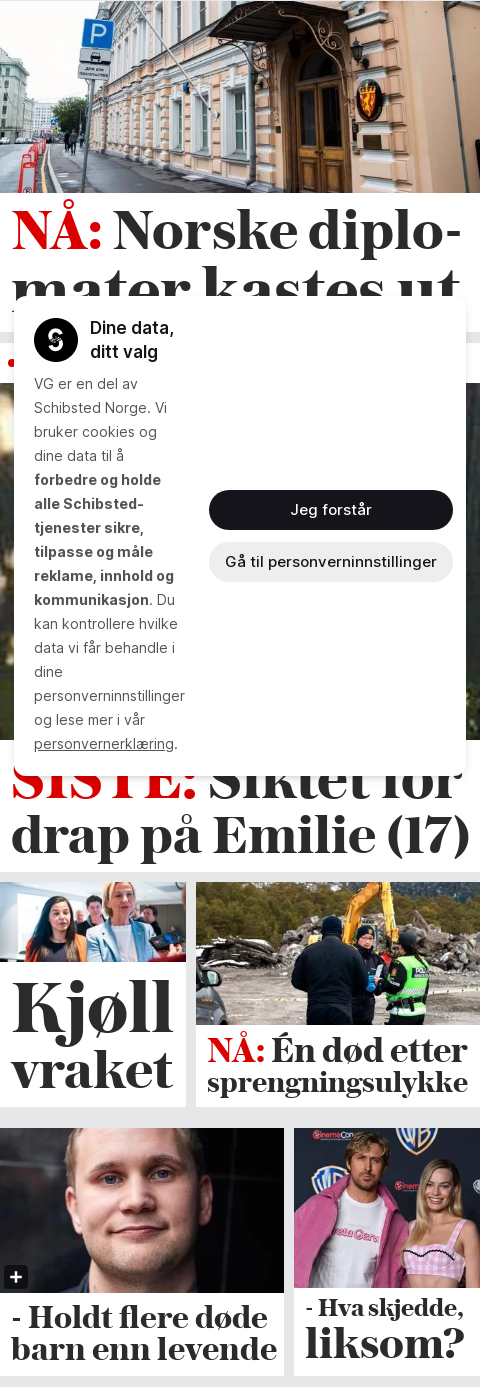 P
NÅ: Norske diplo-
mater kastes ut
Dine data,
ditt valg
VG er en del av
Schibsted Norge. Vi
bruker cookies og
dine data til å
forbedre og holde
alle Schibsted-
tjenester sikre,
tilpasse og måle
reklame, innhold og
kommunikasjon. Du
kan kontrollere hvilke
data vi får behandle i
dine
personverninnstillinger
og lese mer i vår
personvernerklæring.
Jeg forstår
Gå til personverninnstillinger
SISTE: Siktet for
drap på Emilie (17)
Kjøll
vraket
NÅ: Én død etter
sprengningsulykke
- Holdt flere døde
barn enn levende
CinemaCon
WB
- Hva skjedde,
liksom?